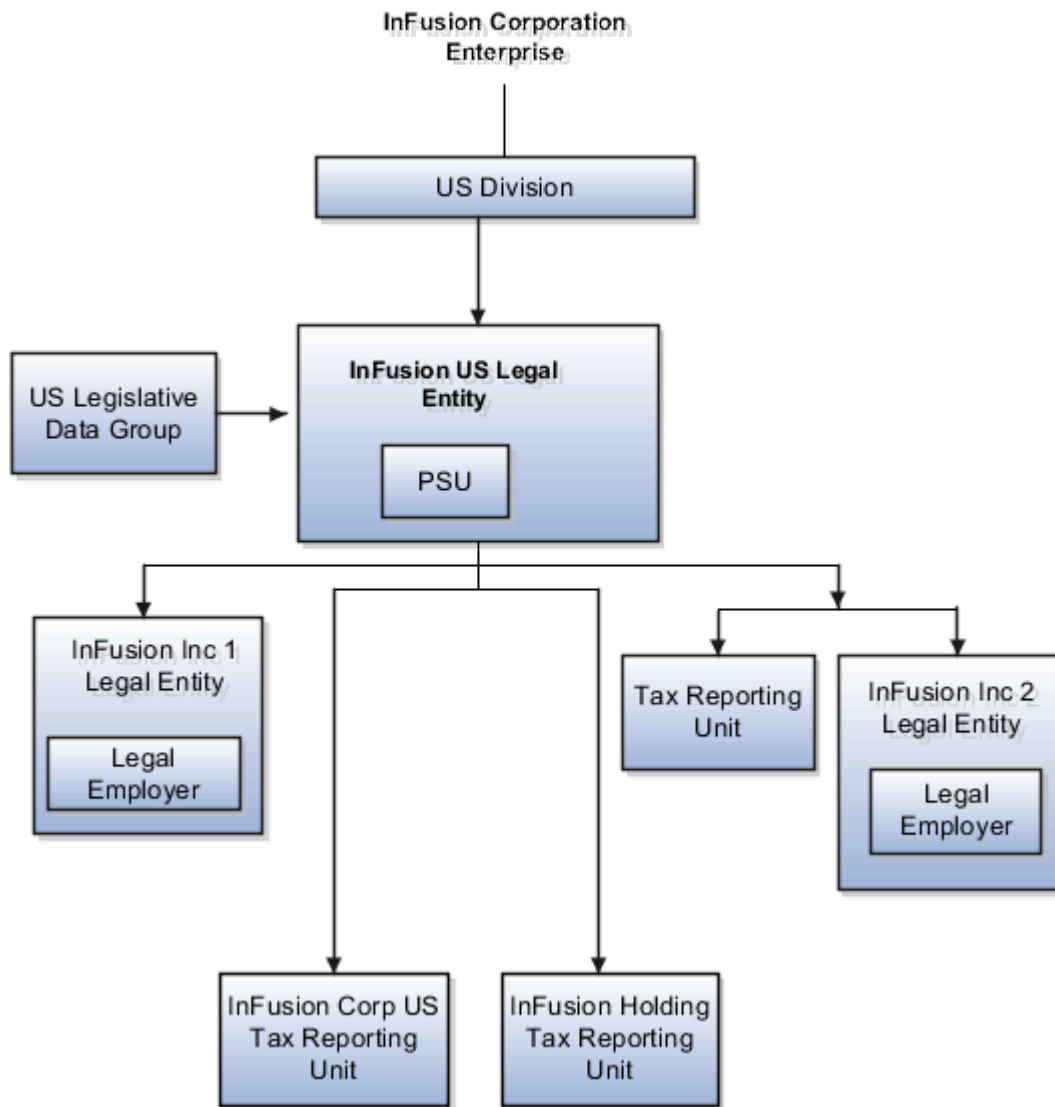 InFusion Corporation
Enterprise
US Division
InFusion US Legal
Entity
US Legislative
Data Group
PSU
InFusion Inc 1
Legal Entity
Legal
Employer
Tax Reporting
Unit
InFusion Inc 2
Legal Entity
Legal
Employer
InFusion Corp US
Tax Reporting
Unit
InFusion Holding
Tax Reporting
Unit